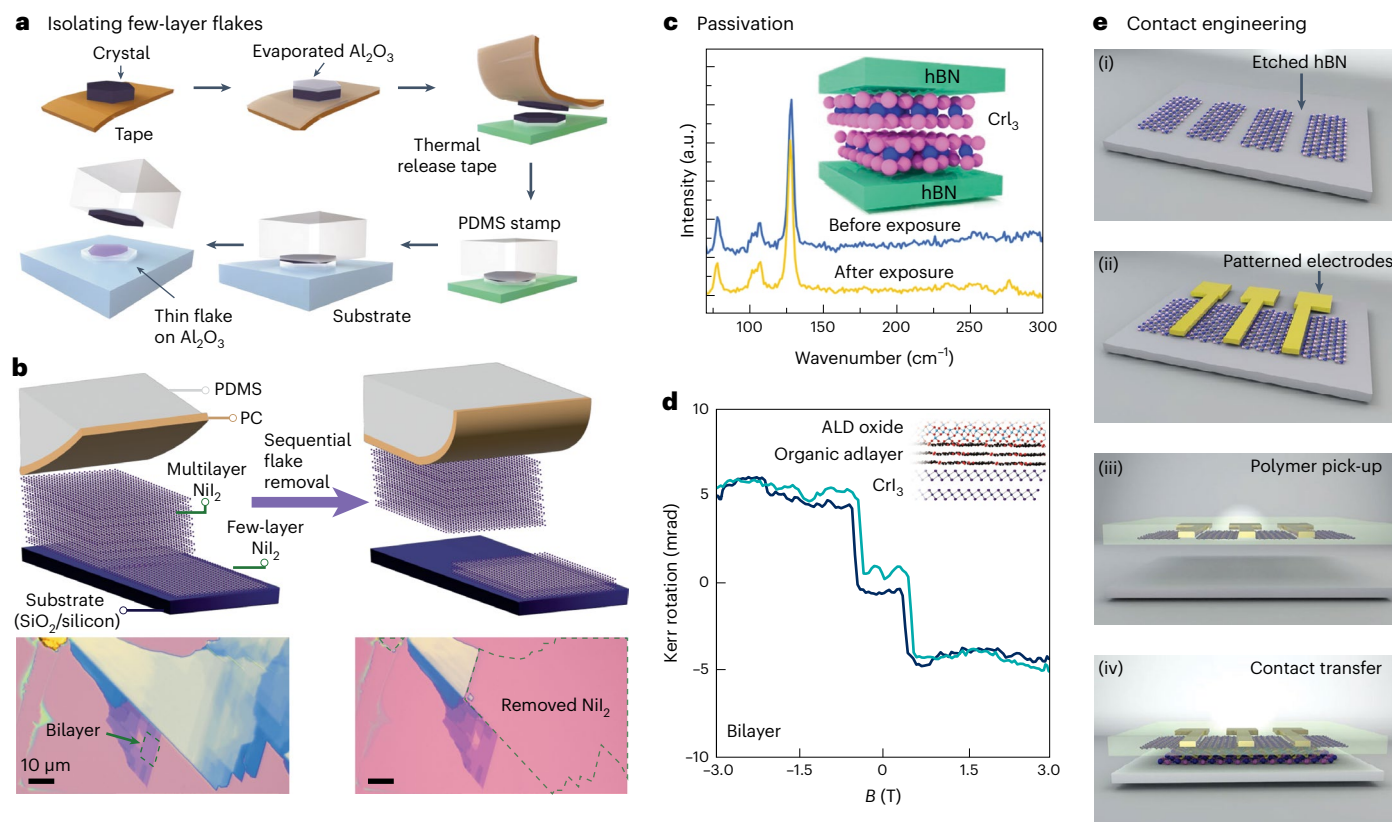 a Isolating few-layer flakes
Crystal
Evaporated Al₂O₃
Tape
Thermal
release tape
PDMS stamp
Substrate
Thin flake
on Al₂O₃
b
PDMS
PC
Sequential
flake
removal
Multilayer
NiI₂
Few-layer
NiI₂
Substrate
(SiO₂/silicon)
Bilayer
10 µm
Removed NiI₂
c Passivation
Intensity (a.u.)
hBN
CrI₃
hBN
Before exposure
After exposure
100
150
200
250
300
Wavenumber (cm⁻¹)
d
10
5
0
−5
−10
Kerr rotation (mrad)
ALD oxide
Organic adlayer
CrI₃
Bilayer
−3.0
−1.5
0
1.5
3.0
B (T)
e Contact engineering
(i)
Etched hBN
(ii)
Patterned electrodes
(iii)
Polymer pick-up
(iv)
Contact transfer